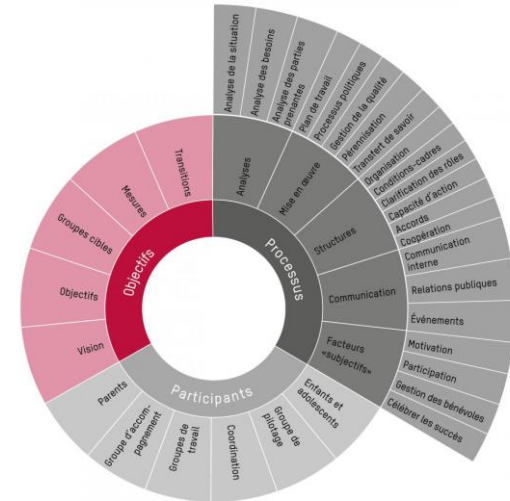 Analyse de la situation
Analyse des besoins
Analyse des parties
prenantes
Plan de travail
Processus politiques
Gestion de la qualité
Pérennisation
Transfert de savoir
Organisation
Conditions-cadres
Clarification des rôles
Capacité d'action
Accords
Coopération
Communication
interne
Relations publiques
Événements
Motivation
Participation
Gestion des bénévoles
Célébrer les succès
Analyses
Mise en œuvre
Structures
Communication
Facteurs
«subjectifs»
Processus
Objectifs
Transitions
Mesures
Groupes cibles
Objectifs
Vision
Participants
Parents
Groupe d'accom-
pagnement
Groupes de
travail
Coordination
Groupe de
pilotage
Enfants et
adolescents